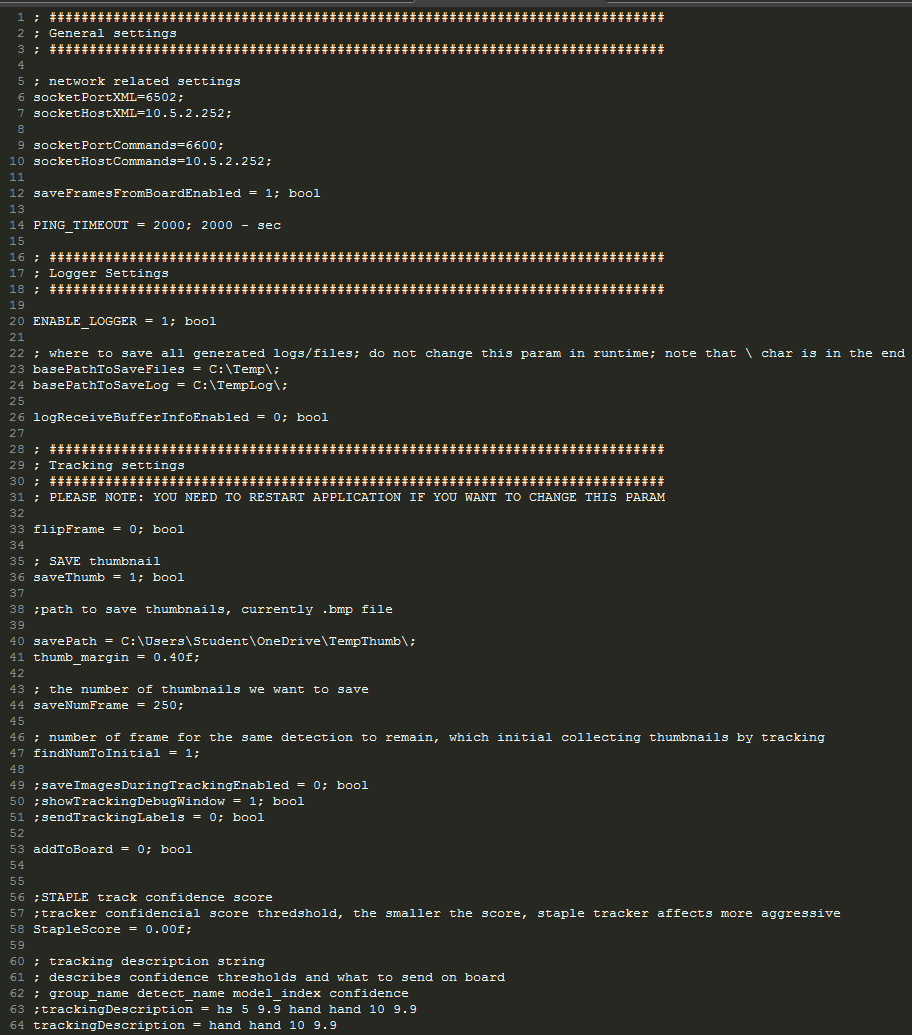 1 ; #############################################################################
2 ; General settings
3 ; #############################################################################
4
5 ; network related settings
6 socketPortXML=6502;
7 socketHostXML=10.5.2.252;
8
9 socketPortCommands=6600;
10 socketHostCommands=10.5.2.252;
11
12 saveFramesFromBoardEnabled = 1; bool
13
14 PING_TIMEOUT = 2000; 2000 - sec
15
16 ; #############################################################################
17 ; Logger Settings
18 ; #############################################################################
19
20 ENABLE_LOGGER = 1; bool
21
22 ; where to save all generated logs/files; do not change this param in runtime; note that \ char is in the end
23 basePathToSaveFiles = C:\Temp\;
24 basePathToSaveLog = C:\TempLog\;
25
26 logReceiveBufferInfoEnabled = 0; bool
27
28 ; #############################################################################
29 ; Tracking settings
30 ; #############################################################################
31 ; PLEASE NOTE: YOU NEED TO RESTART APPLICATION IF YOU WANT TO CHANGE THIS PARAM
32
33 flipFrame = 0; bool
34
35 ; SAVE thumbnail
36 saveThumb = 1; bool
37
38 ;path to save thumbnails, currently .bmp file
39
40 savePath = C:\Users\Student\OneDrive\TempThumb\;
41 thumb_margin = 0.40f;
42
43 ; the number of thumbnails we want to save
44 saveNumFrame = 250;
45
46 ; number of frame for the same detection to remain, which initial collecting thumbnails by tracking
47 findNumToInitial = 1;
48
49 ;saveImagesDuringTrackingEnabled = 0; bool
50 ;showTrackingDebugWindow = 1; bool
51 ;sendTrackingLabels = 0; bool
52
53 addToBoard = 0; bool
54
55
56 ;STAPLE track confidence score
57 ;tracker confidencial score thredshold, the smaller the score, staple tracker affects more aggressive
58 StapleScore = 0.00f;
59
60 ; tracking description string
61 ; describes confidence thresholds and what to send on board
62 ; group_name detect_name model_index confidence
63 ;trackingDescription = hs 5 9.9 hand hand 10 9.9
64 trackingDescription = hand hand 10 9.9